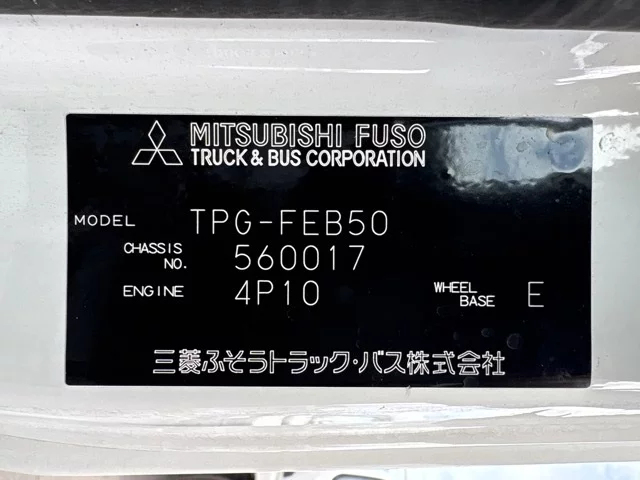 MITSUBISHI FUSO
TRUCK & BUS CORPORATION
MODEL TPG-FEB50
CHASSIS NO. 560017
ENGINE 4P10 WHEEL BASE E
三菱ふそうトラック・バス株式会社